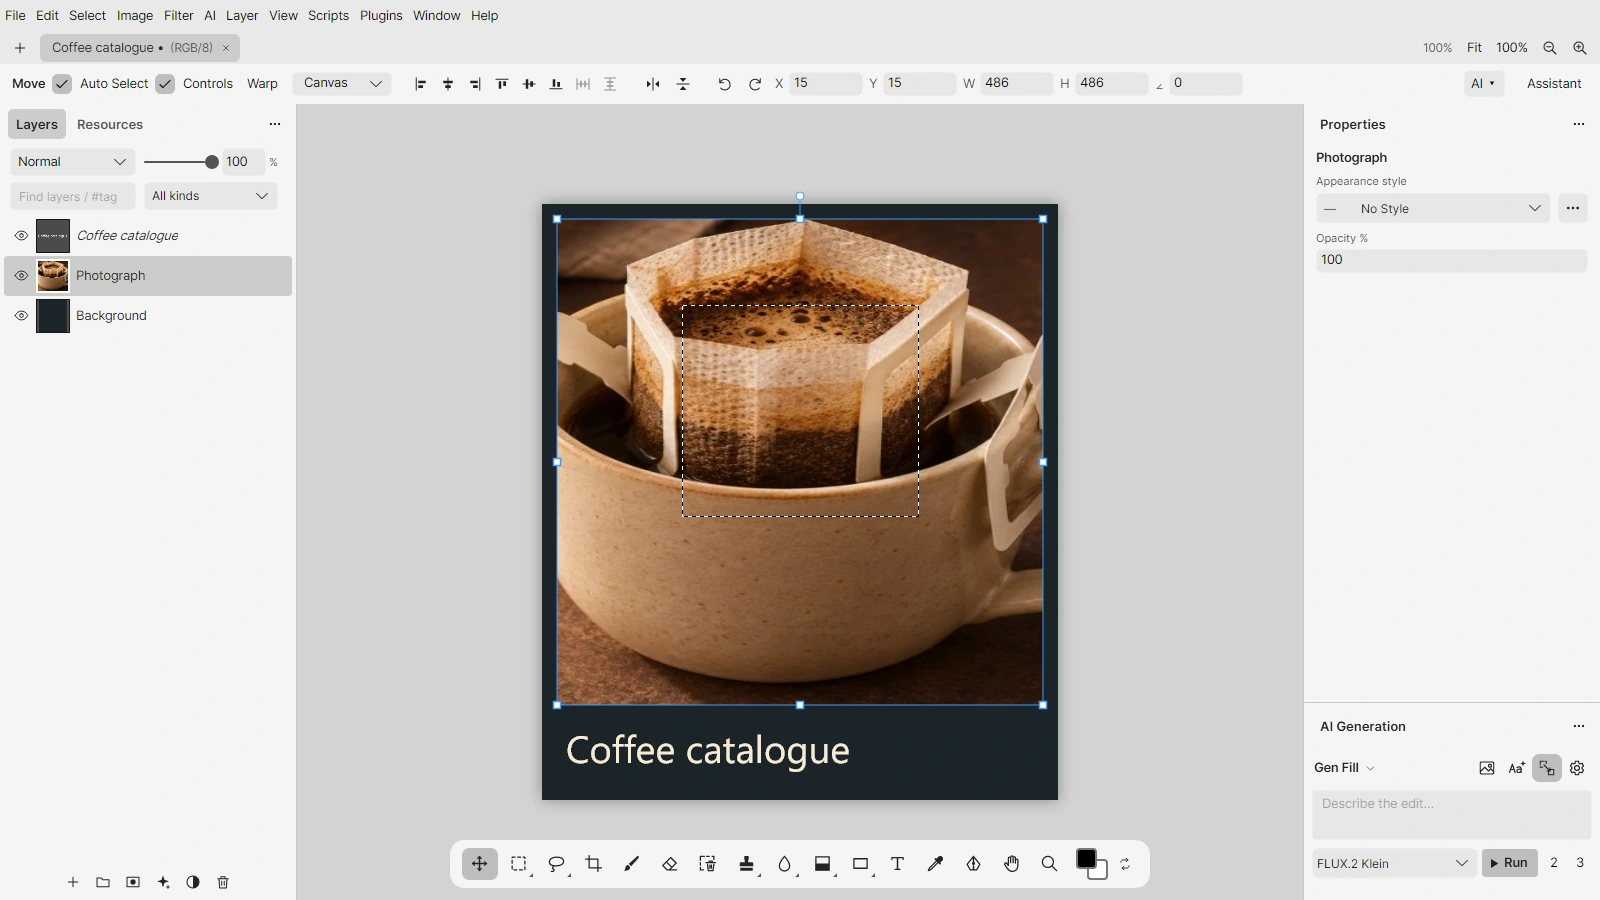 File Edit Select Image Filter AI Layer View Scripts Plugins Window Help
Coffee catalogue • (RGB/8) ×
100% Fit 100%
Move Auto Select Controls Warp Canvas X 15 Y 15 W 486 H 486 0 AI Assistant
Layers Resources
Normal 100 %
Find layers / #tag All kinds
Coffee catalogue
Photograph
Background
Coffee catalogue
Properties
Photograph
Appearance style
— No Style
Opacity %
100
AI Generation
Gen Fill Aa+
Describe the edit...
FLUX.2 Klein Run 2 3